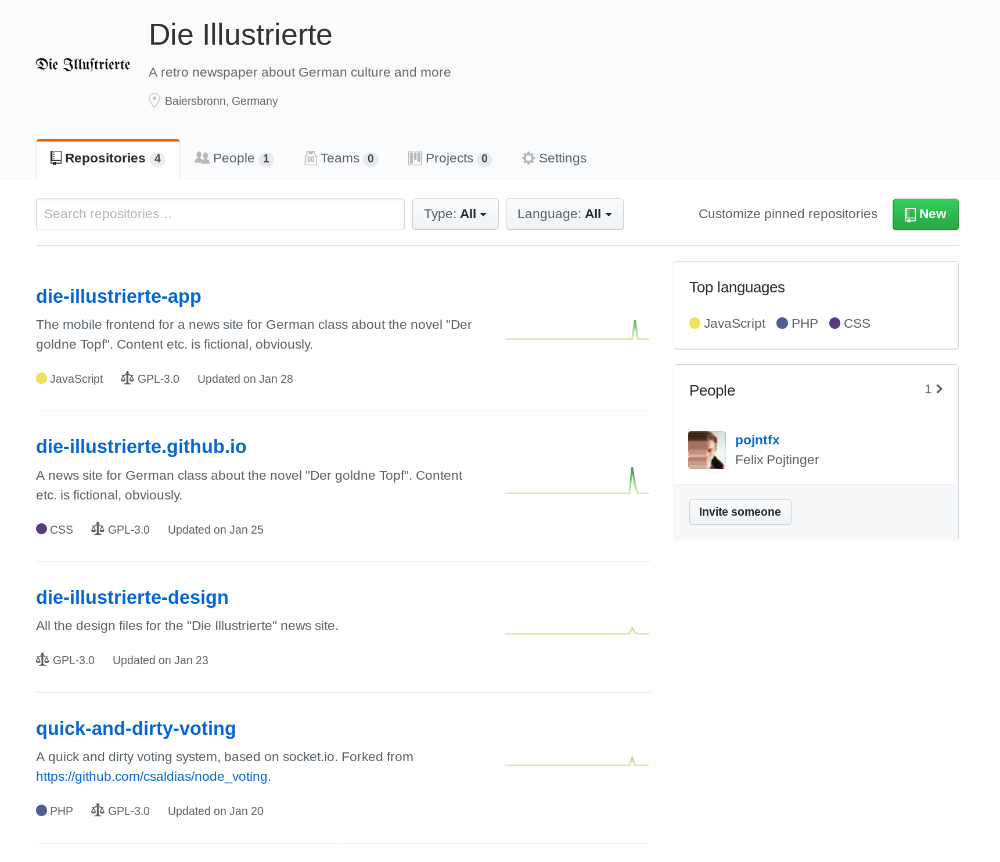 Die Illustrierte
Die Illuſtrierte
A retro newspaper about German culture and more
Baiersbronn, Germany
Repositories 4 People 1 Teams 0 Projects 0 Settings
Search repositories… Type: All Language: All Customize pinned repositories New
die-illustrierte-app
The mobile frontend for a news site for German class about the novel "Der
goldne Topf". Content etc. is fictional, obviously.
JavaScript GPL-3.0 Updated on Jan 28
die-illustrierte.github.io
A news site for German class about the novel "Der goldne Topf". Content
etc. is fictional, obviously.
CSS GPL-3.0 Updated on Jan 25
die-illustrierte-design
All the design files for the "Die Illustrierte" news site.
GPL-3.0 Updated on Jan 23
quick-and-dirty-voting
A quick and dirty voting system, based on socket.io. Forked from
https://github.com/csaldias/node_voting.
PHP GPL-3.0 Updated on Jan 20
Top languages
JavaScript PHP CSS
People 1
pojntfx
Felix Pojtinger
Invite someone